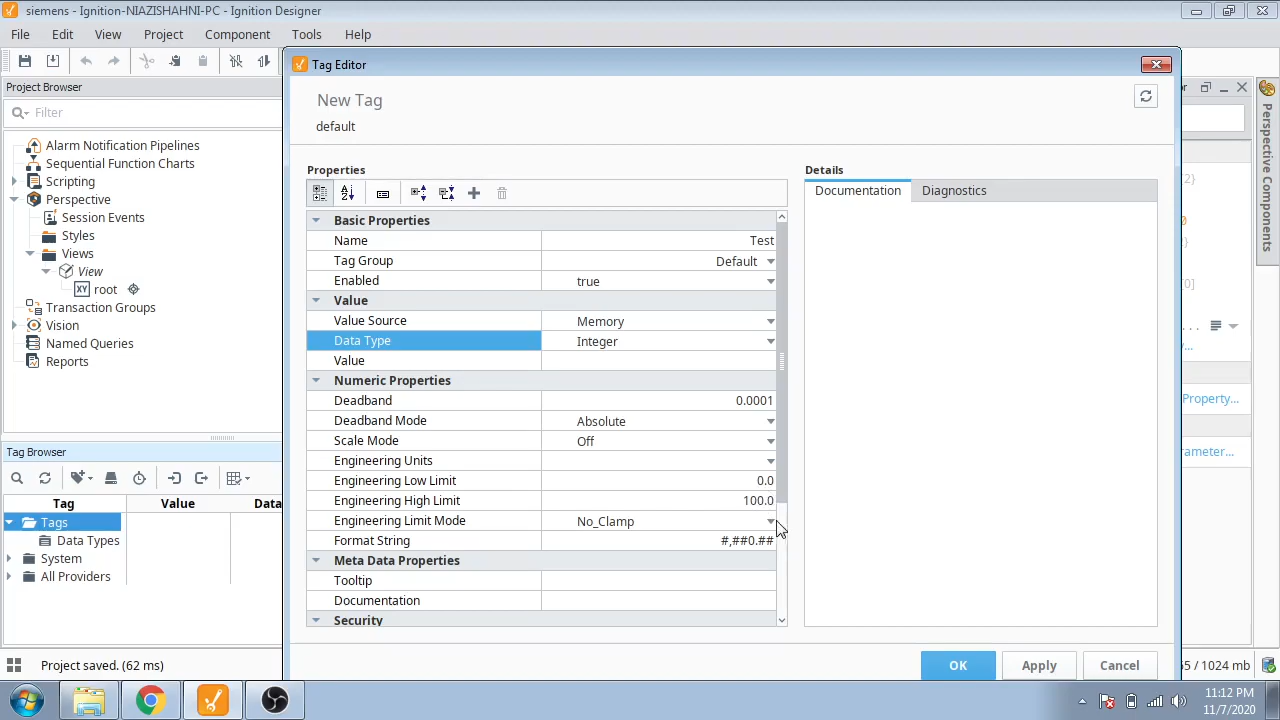 siemens - Ignition-NIAZISHAHNI-PC - Ignition Designer
File Edit View Project Component Tools Help
Project Browser
Filter
Alarm Notification Pipelines
Sequential Function Charts
Scripting
Perspective
Session Events
Styles
Views
View
XY root
Transaction Groups
Vision
Named Queries
Reports
Tag Browser
Tag Value Data
Tags
Data Types
System
All Providers
Project saved. (62 ms)
Tag Editor
New Tag
default
Properties
Basic Properties
Name Test
Tag Group Default
Enabled true
Value
Value Source Memory
Data Type Integer
Value
Numeric Properties
Deadband 0.0001
Deadband Mode Absolute
Scale Mode Off
Engineering Units
Engineering Low Limit 0.0
Engineering High Limit 100.0
Engineering Limit Mode No_Clamp
Format String #,##0.##
Meta Data Properties
Tooltip
Documentation
Security
Details
Documentation Diagnostics
OK Apply Cancel
Perspective Components
Property...
arameter...
/ 1024 mb
11:12 PM
11/7/2020